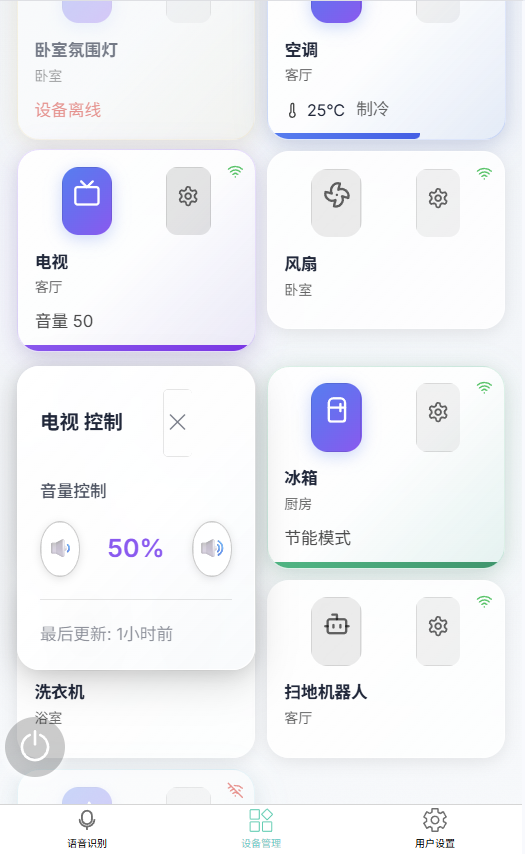 卧室氛围灯
卧室
设备离线
空调
客厅
25°C 制冷
电视
客厅
音量 50
风扇
卧室
电视 控制
音量控制
50%
最后更新: 1小时前
冰箱
厨房
节能模式
洗衣机
浴室
扫地机器人
客厅
语音识别
设备管理
用户设置